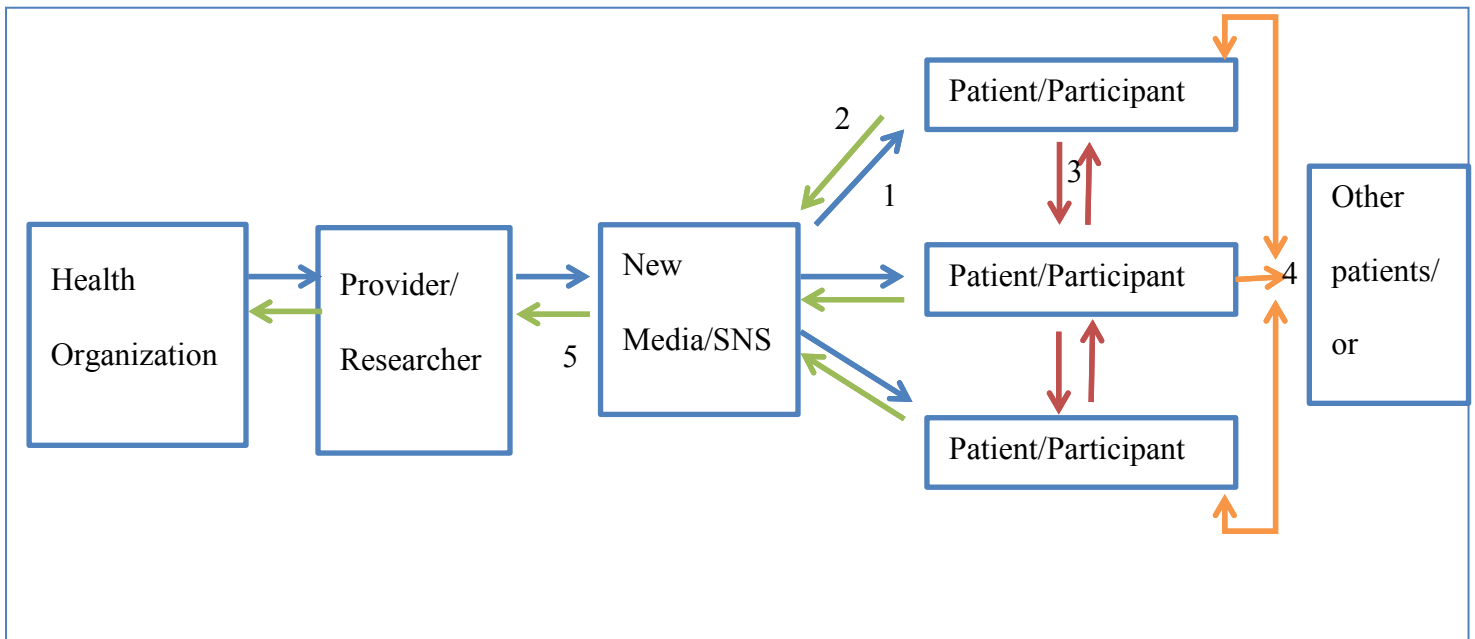 Health
Organization
Provider/
Researcher
5
New
Media/SNS
2
1
Patient/Participant
3
Patient/Participant
Patient/Participant
4
Other
patients/
or